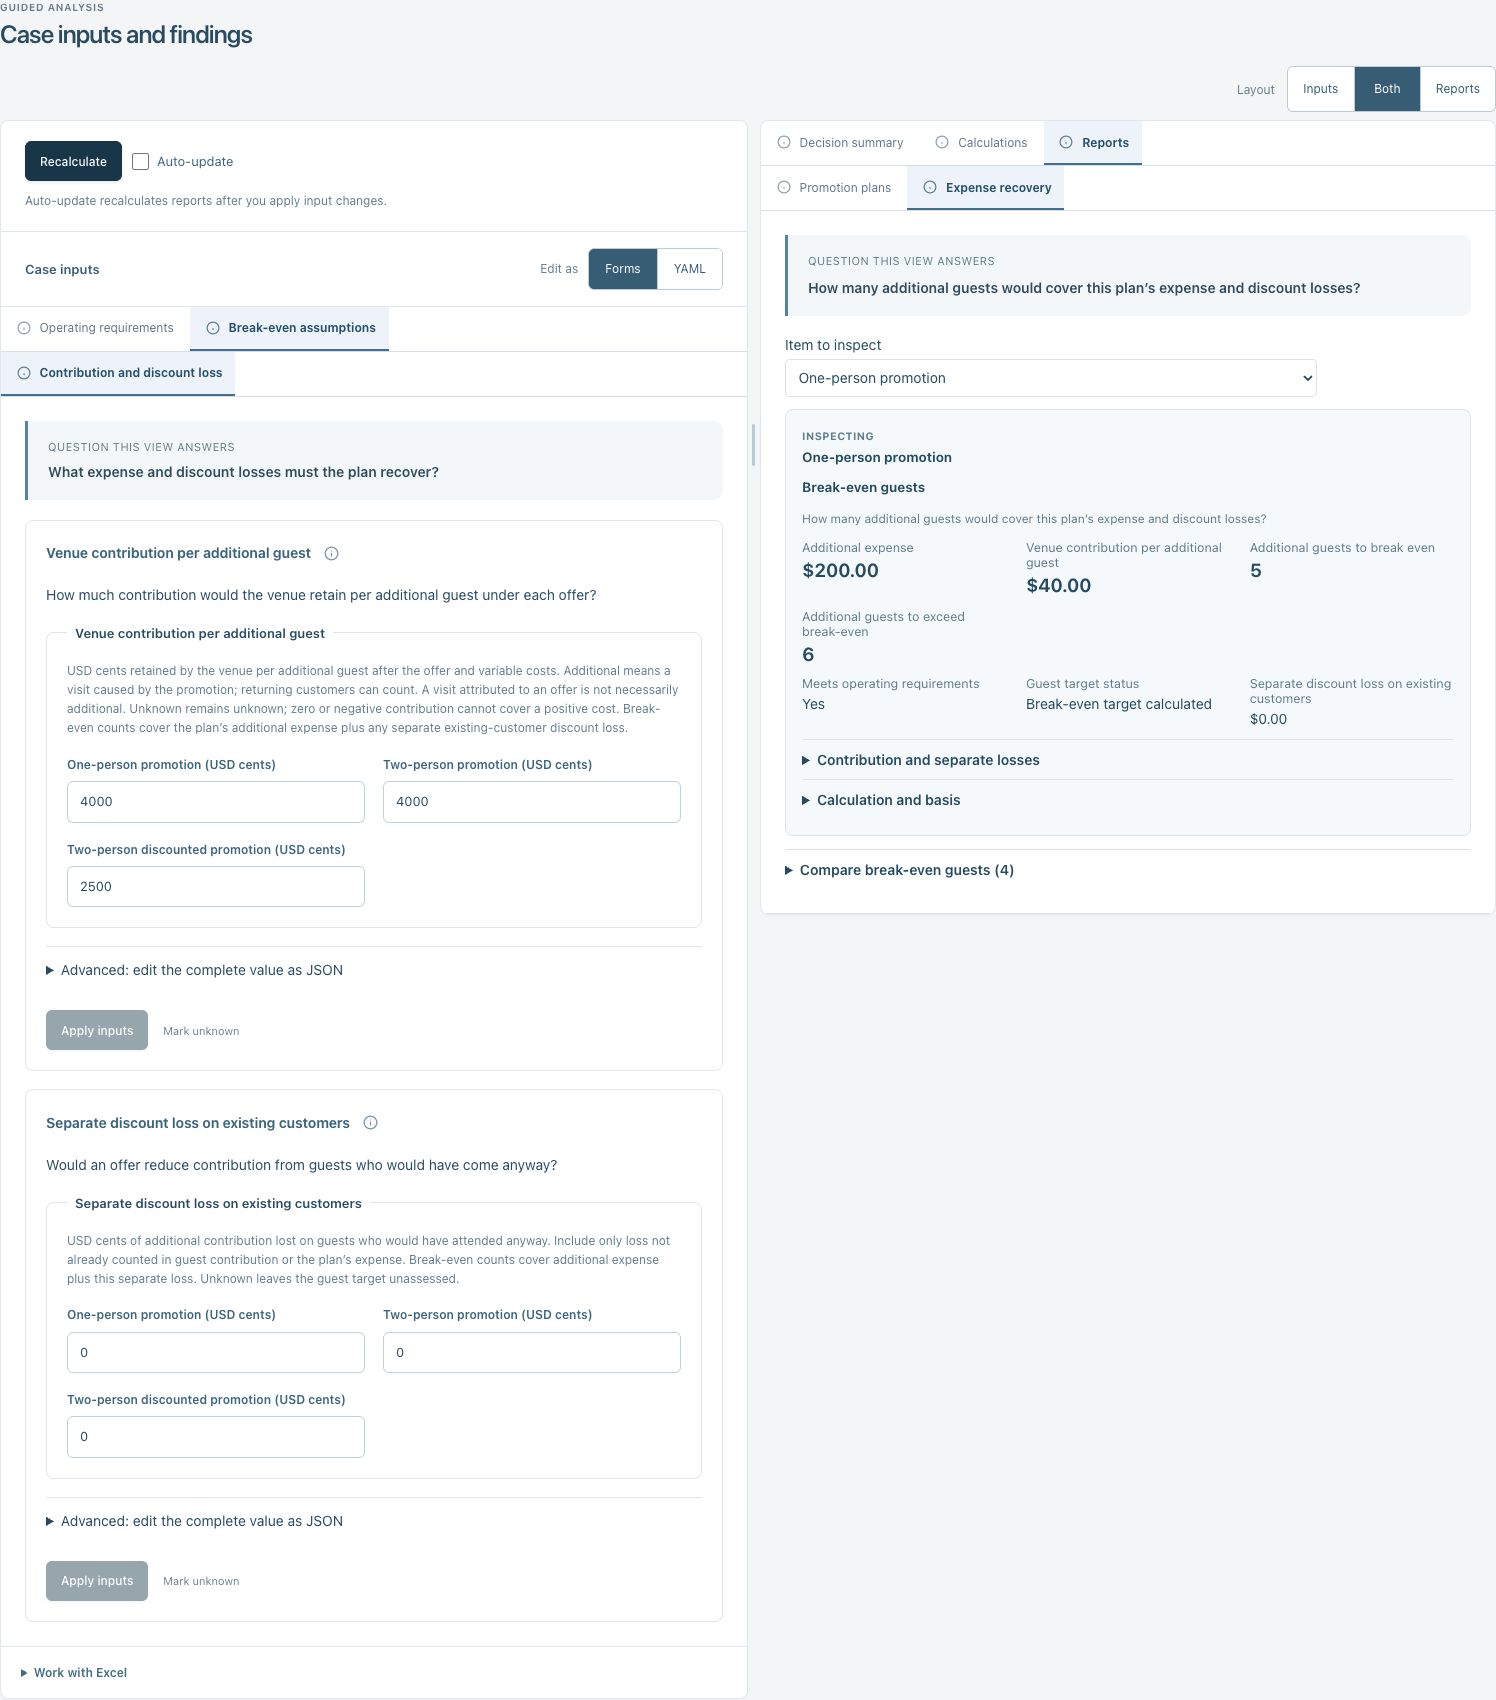 GUIDED ANALYSIS
Case inputs and findings
Layout
Inputs
Both
Reports
Recalculate
Auto-update
Auto-update recalculates reports after you apply input changes.
Case inputs
Edit as
Forms
YAML
Operating requirements
Break-even assumptions
Contribution and discount loss
QUESTION THIS VIEW ANSWERS
What expense and discount losses must the plan recover?
Venue contribution per additional guest
How much contribution would the venue retain per additional guest under each offer?
Venue contribution per additional guest
USD cents retained by the venue per additional guest after the offer and variable costs. Additional means a
visit caused by the promotion; returning customers can count. A visit attributed to an offer is not necessarily
additional. Unknown remains unknown; zero or negative contribution cannot cover a positive cost. Break-
even counts cover the plan's additional expense plus any separate existing-customer discount loss.
One-person promotion (USD cents)
Two-person promotion (USD cents)
4000
4000
Two-person discounted promotion (USD cents)
2500
Advanced: edit the complete value as JSON
Apply inputs
Mark unknown
Separate discount loss on existing customers
Would an offer reduce contribution from guests who would have come anyway?
Separate discount loss on existing customers
USD cents of additional contribution lost on guests who would have attended anyway. Include only loss not
already counted in guest contribution or the plan's expense. Break-even counts cover additional expense
plus this separate loss. Unknown leaves the guest target unassessed.
One-person promotion (USD cents)
Two-person promotion (USD cents)
0
0
Two-person discounted promotion (USD cents)
0
Advanced: edit the complete value as JSON
Apply inputs
Mark unknown
Work with Excel
Decision summary
Calculations
Reports
Promotion plans
Expense recovery
QUESTION THIS VIEW ANSWERS
How many additional guests would cover this plan's expense and discount losses?
Item to inspect
One-person promotion
INSPECTING
One-person promotion
Break-even guests
How many additional guests would cover this plan's expense and discount losses?
Additional expense
$200.00
Venue contribution per additional
guest
$40.00
Additional guests to break even
5
Additional guests to exceed
break-even
6
Meets operating requirements
Yes
Guest target status
Break-even target calculated
Separate discount loss on existing
customers
$0.00
Contribution and separate losses
Calculation and basis
Compare break-even guests (4)